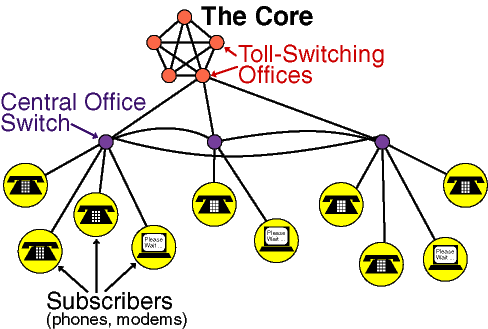 The Core
Toll-Switching
Offices
Central Office
Switch
Please
Wait ...
Please
Wait ...
Please
Wait ...
Subscribers
(phones, modems)